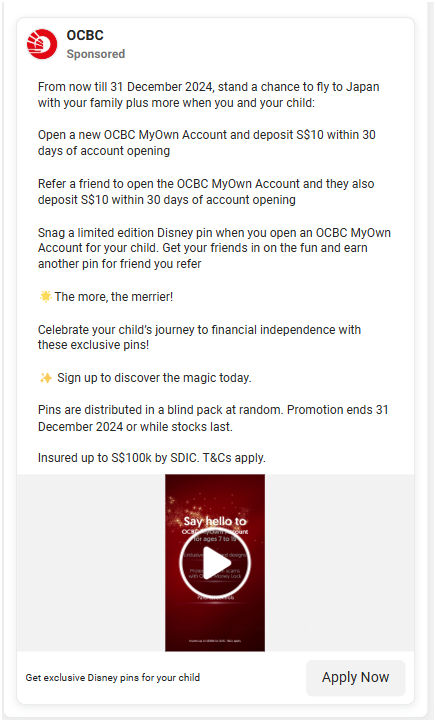 OCBC
Sponsored
From now till 31 December 2024, stand a chance to fly to Japan
with your family plus more when you and your child:
Open a new OCBC MyOwn Account and deposit S$10 within 30
days of account opening
Refer a friend to open the OCBC MyOwn Account and they also
deposit S$10 within 30 days of account opening
Snag a limited edition Disney pin when you open an OCBC MyOwn
Account for your child. Get your friends in on the fun and earn
another pin for friend you refer
🌟 The more, the merrier!
Celebrate your child’s journey to financial independence with
these exclusive pins!
✨ Sign up to discover the magic today.
Pins are distributed in a blind pack at random. Promotion ends 31
December 2024 or while stocks last.
Insured up to S$100k by SDIC. T&Cs apply.
Say hello to
OCBC Account
for ages 7 to
Get exclusive Disney pins for your child
Apply Now